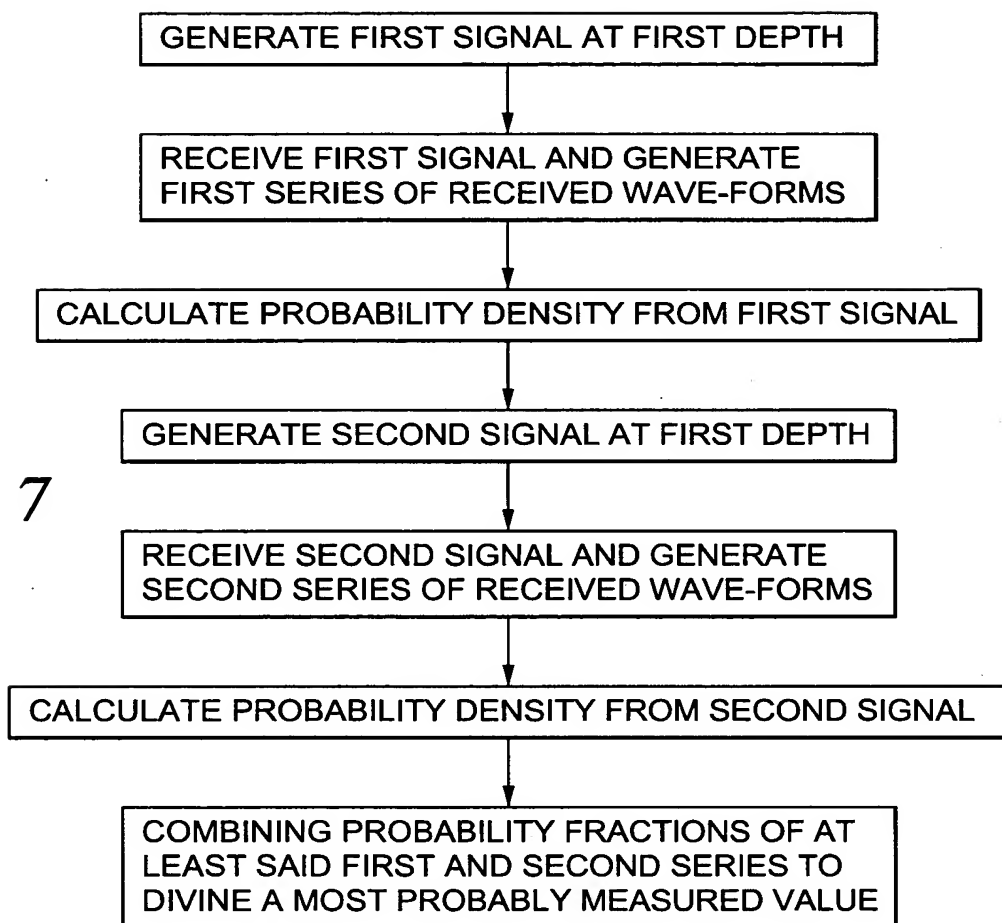 GENERATE FIRST SIGNAL AT FIRST DEPTH
RECEIVE FIRST SIGNAL AND GENERATE
FIRST SERIES OF RECEIVED WAVE-FORMS
CALCULATE PROBABILITY DENSITY FROM FIRST SIGNAL
GENERATE SECOND SIGNAL AT FIRST DEPTH
7
RECEIVE SECOND SIGNAL AND GENERATE
SECOND SERIES OF RECEIVED WAVE-FORMS
CALCULATE PROBABILITY DENSITY FROM SECOND SIGNAL
COMBINING PROBABILITY FRACTIONS OF AT
LEAST SAID FIRST AND SECOND SERIES TO
DIVINE A MOST PROBABLY MEASURED VALUE